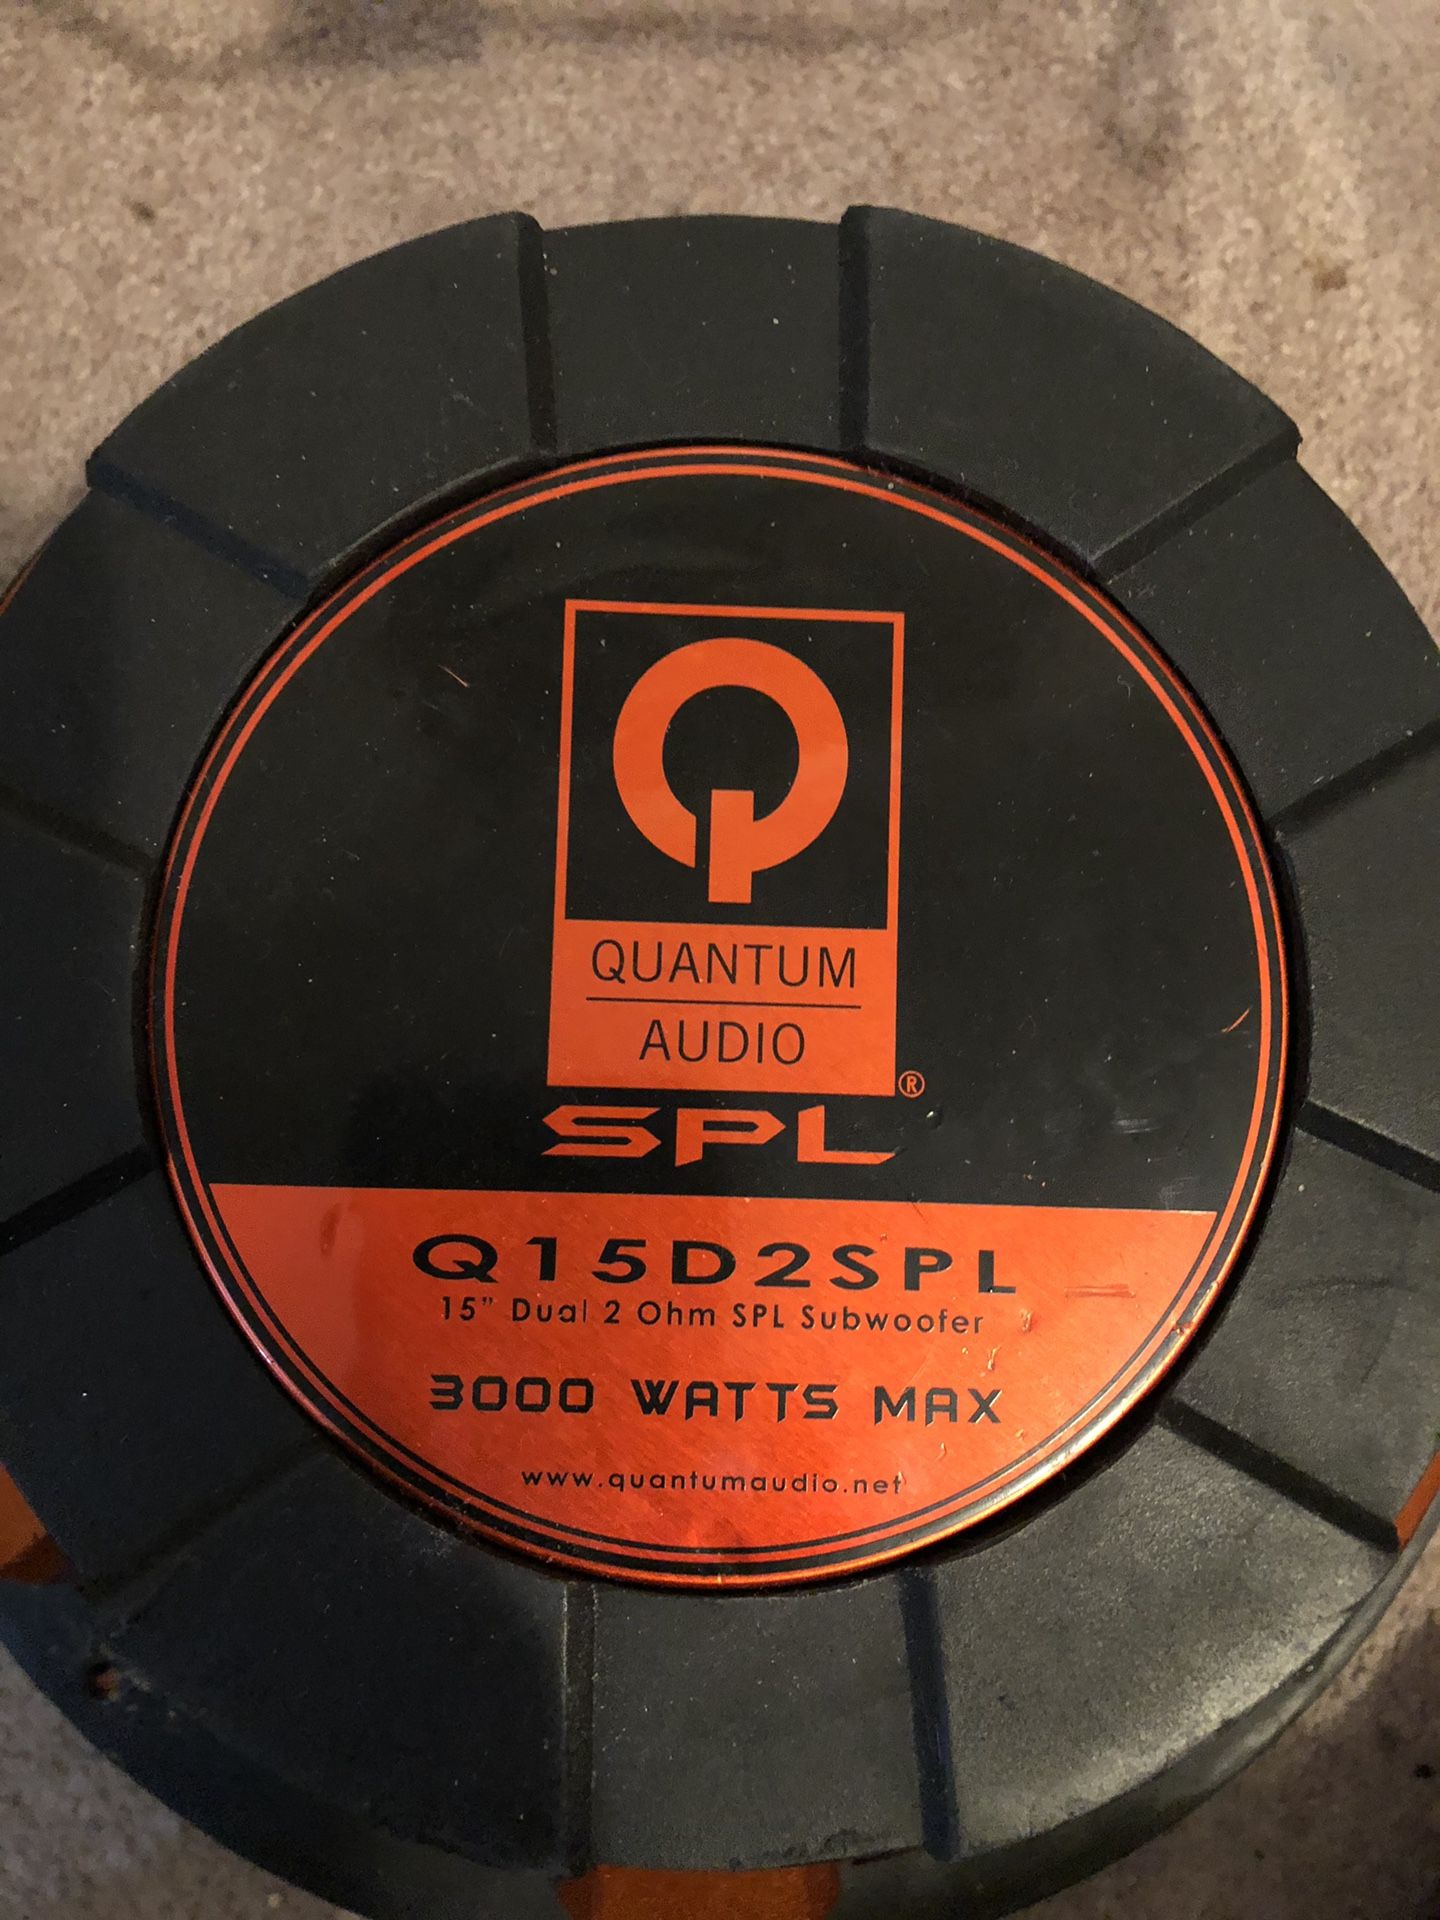 QUANTUM
AUDIO
®
SPL
Q15D2SPL
15” Dual 2 Ohm SPL Subwoofer
3000 WATTS MAX
www.quantumaudio.net